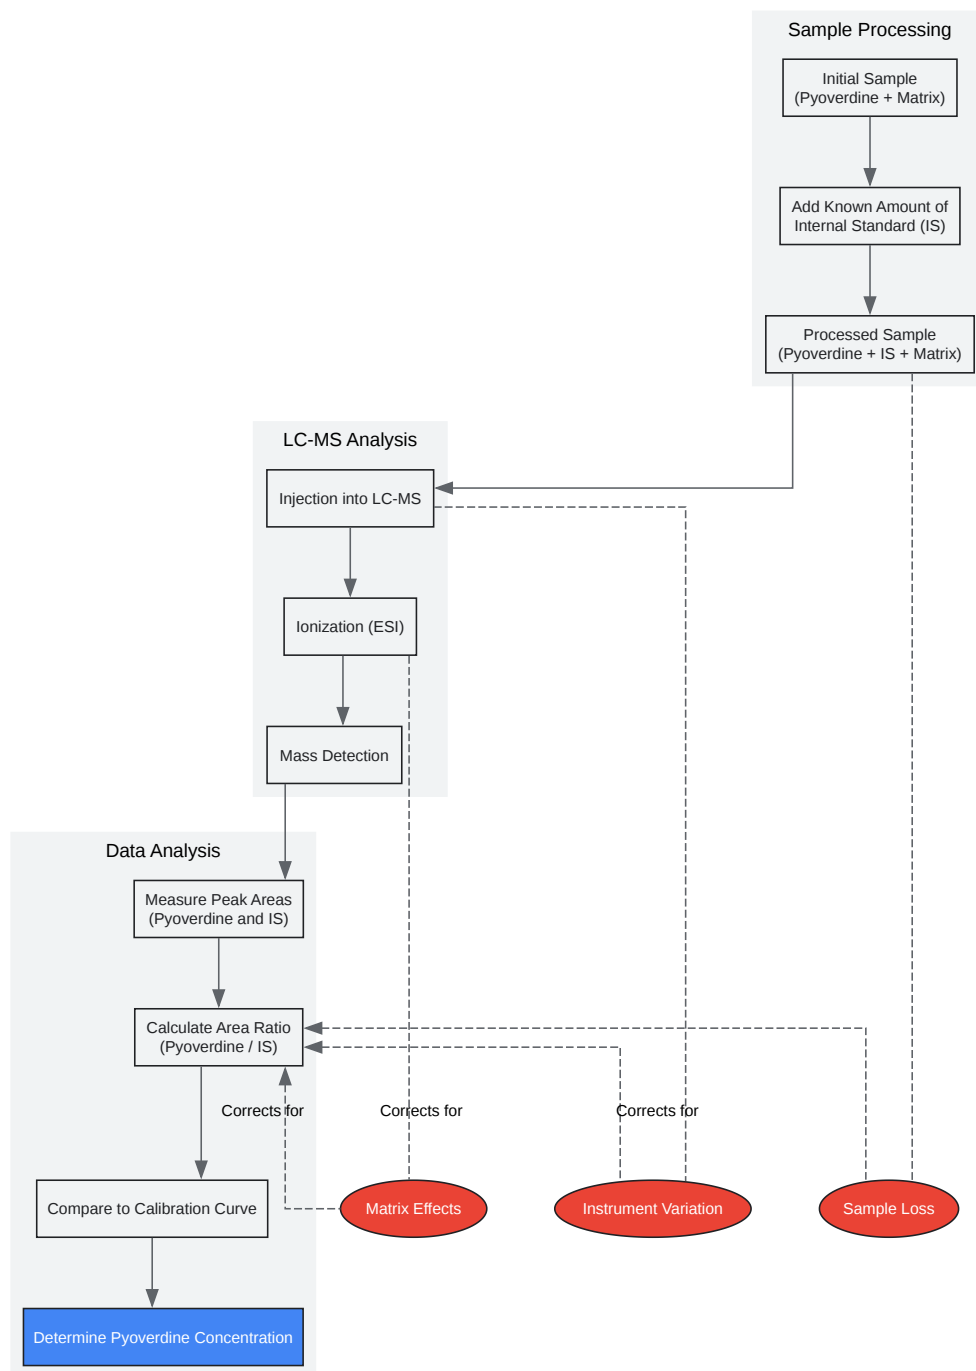 Sample Processing
Initial Sample
(Pyoverdine + Matrix)
Add Known Amount of
Internal Standard (IS)
Processed Sample
(Pyoverdine + IS + Matrix)
LC-MS Analysis
Injection into LC-MS
Ionization (ESI)
Mass Detection
Data Analysis
Measure Peak Areas
(Pyoverdine and IS)
Calculate Area Ratio
(Pyoverdine / IS)
Corrects for
Corrects for
Corrects for
Compare to Calibration Curve
Matrix Effects
Instrument Variation
Sample Loss
Determine Pyoverdine Concentration